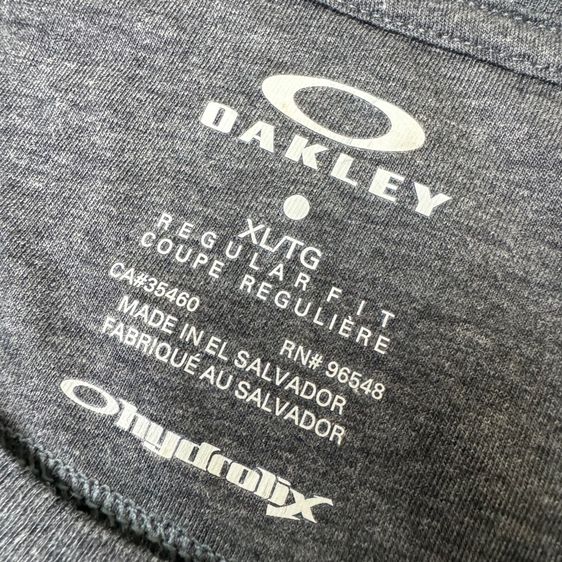 OAKLEY
XL/TG
REGULAR FIT
COUPE REGULIÈRE
CA#35460 RN# 96548
MADE IN EL SALVADOR
FABRIQUÉ AU SALVADOR
hydrolix